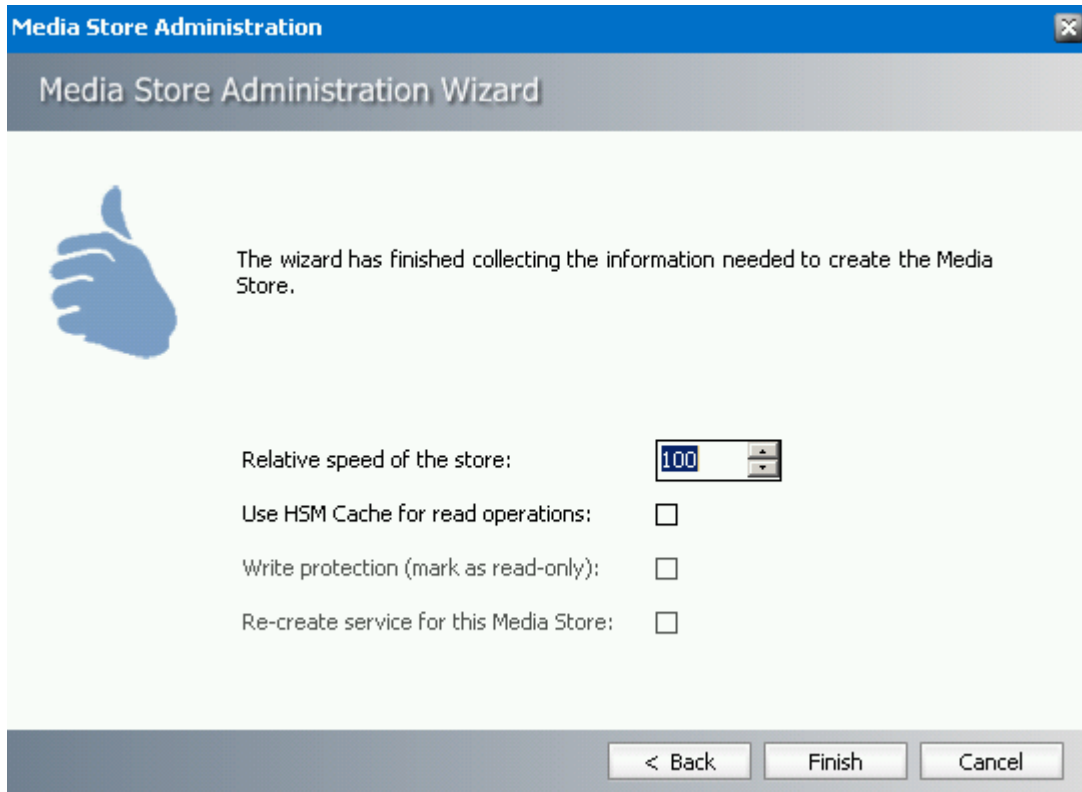 Media Store Administration
Media Store Administration Wizard
The wizard has finished collecting the information needed to create the Media
Store.
Relative speed of the store: 100
Use HSM Cache for read operations:
Write protection (mark as read-only):
Re-create service for this Media Store:
< Back Finish Cancel